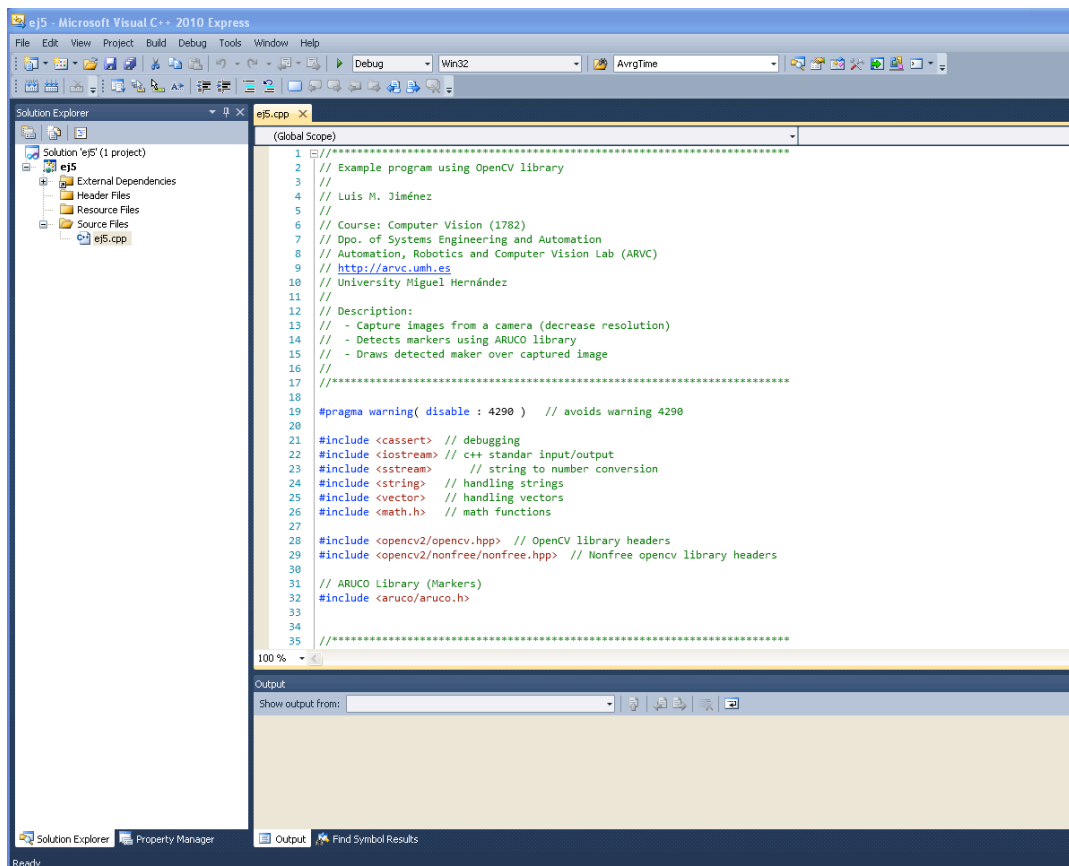 ej5 - Microsoft Visual C++ 2010 Express
File Edit View Project Build Debug Tools Window Help
Debug Win32 AvrgTime
Solution Explorer
ej5.cpp
(Global Scope)
Solution 'ej5' (1 project)
ej5
External Dependencies
Header Files
Resource Files
Source Files
ej5.cpp
1 //*************************************************************************
2 // Example program using OpenCV library
3 //
4 // Luis M. Jiménez
5 //
6 // Course: Computer Vision (1782)
7 // Dpo. of Systems Engineering and Automation
8 // Automation, Robotics and Computer Vision Lab (ARVC)
9 // http://arvc.umh.es
10 // University Miguel Hernández
11 //
12 // Description:
13 //  - Capture images from a camera (decrease resolution)
14 //  - Detects markers using ARUCO library
15 //  - Draws detected maker over captured image
16 //
17 //*************************************************************************
18
19 #pragma warning( disable : 4290 )   // avoids warning 4290
20
21 #include <cassert>  // debugging
22 #include <iostream> // c++ standar input/output
23 #include <sstream>      // string to number conversion
24 #include <string>   // handling strings
25 #include <vector>   // handling vectors
26 #include <math.h>   // math functions
27
28 #include <opencv2/opencv.hpp>  // OpenCV library headers
29 #include <opencv2/nonfree/nonfree.hpp>  // Nonfree opencv library headers
30
31 // ARUCO Library (Markers)
32 #include <aruco/aruco.h>
33
34
35 //*************************************************************************
100 %
Output
Show output from:
Solution Explorer Property Manager
Output Find Symbol Results
Ready